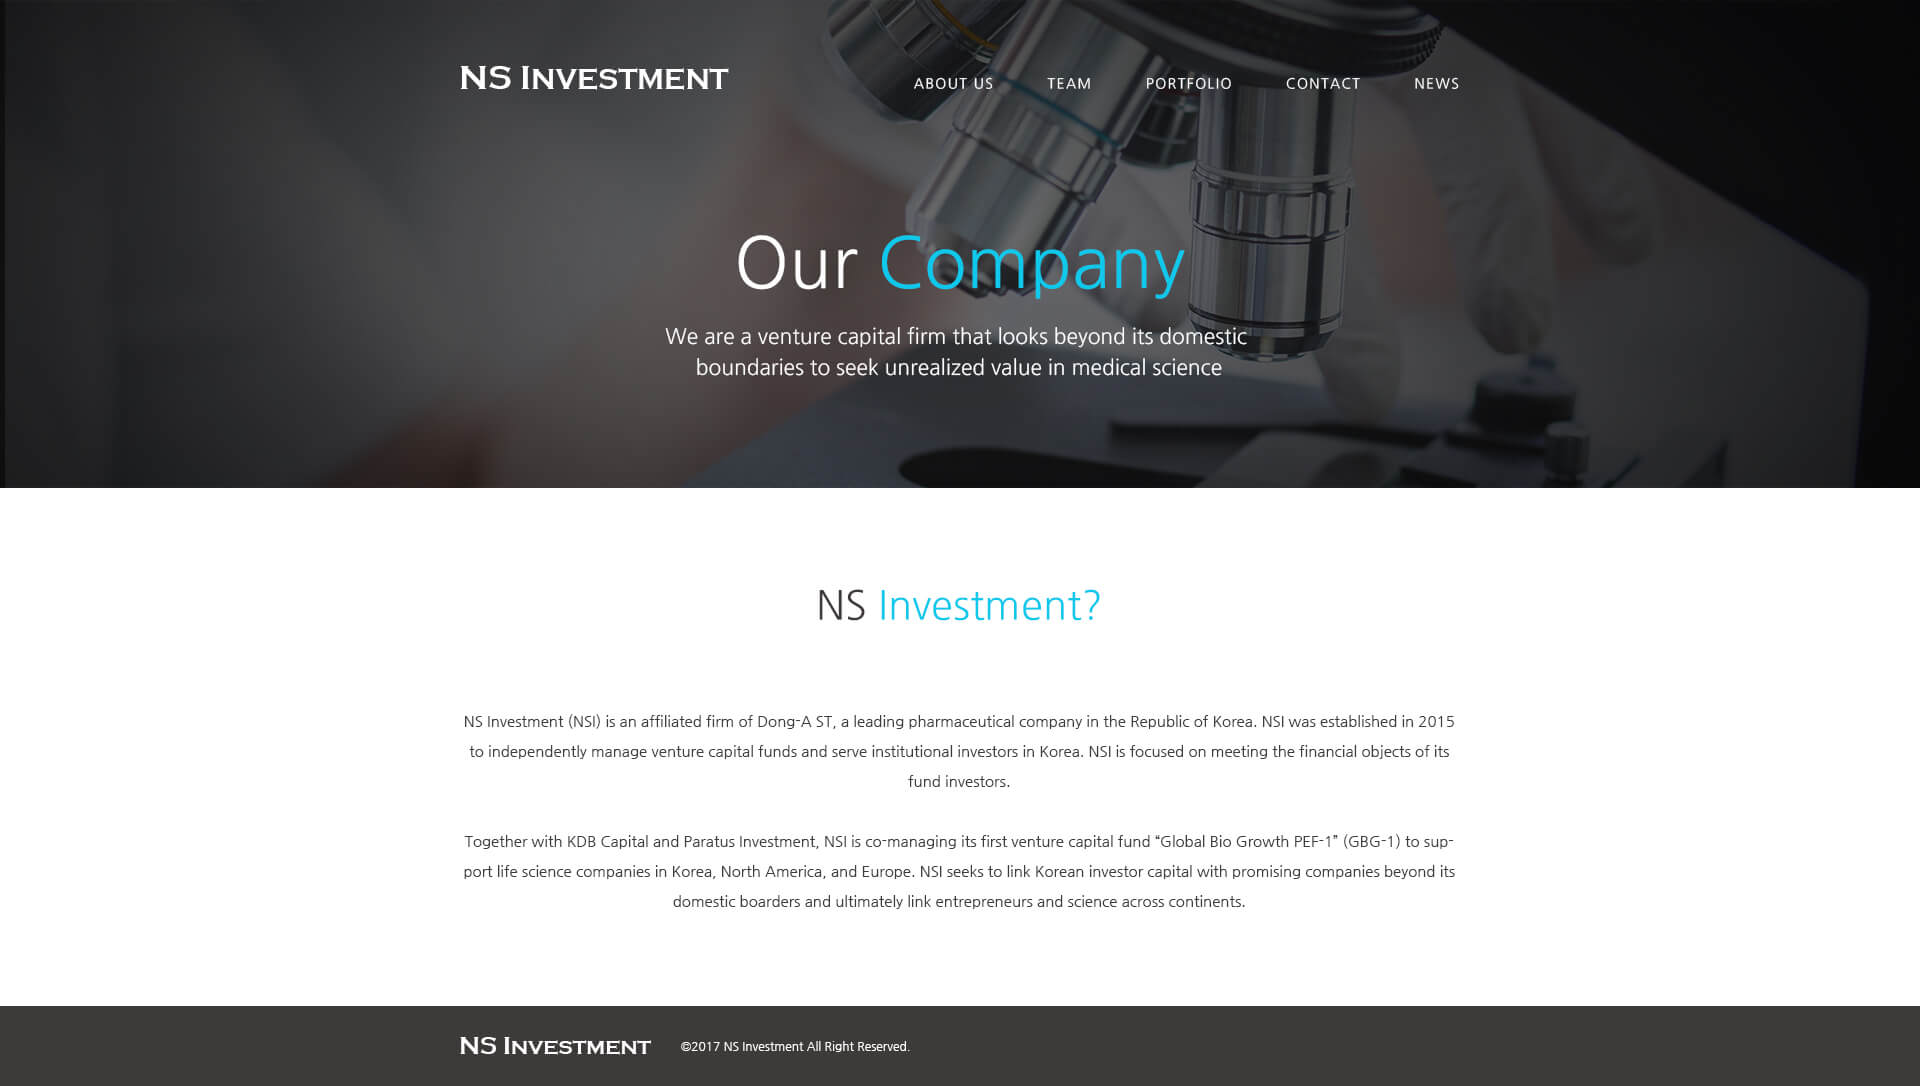 NS INVESTMENT
ABOUT US TEAM PORTFOLIO CONTACT NEWS
Our Company
We are a venture capital firm that looks beyond its domestic
boundaries to seek unrealized value in medical science
NS Investment?
NS Investment (NSI) is an affiliated firm of Dong-A ST, a leading pharmaceutical company in the Republic of Korea. NSI was established in 2015
to independently manage venture capital funds and serve institutional investors in Korea. NSI is focused on meeting the financial objects of its
fund investors.
Together with KDB Capital and Paratus Investment, NSI is co-managing its first venture capital fund “Global Bio Growth PEF-1” (GBG-1) to sup-
port life science companies in Korea, North America, and Europe. NSI seeks to link Korean investor capital with promising companies beyond its
domestic boarders and ultimately link entrepreneurs and science across continents.
NS INVESTMENT ©2017 NS Investment All Right Reserved.